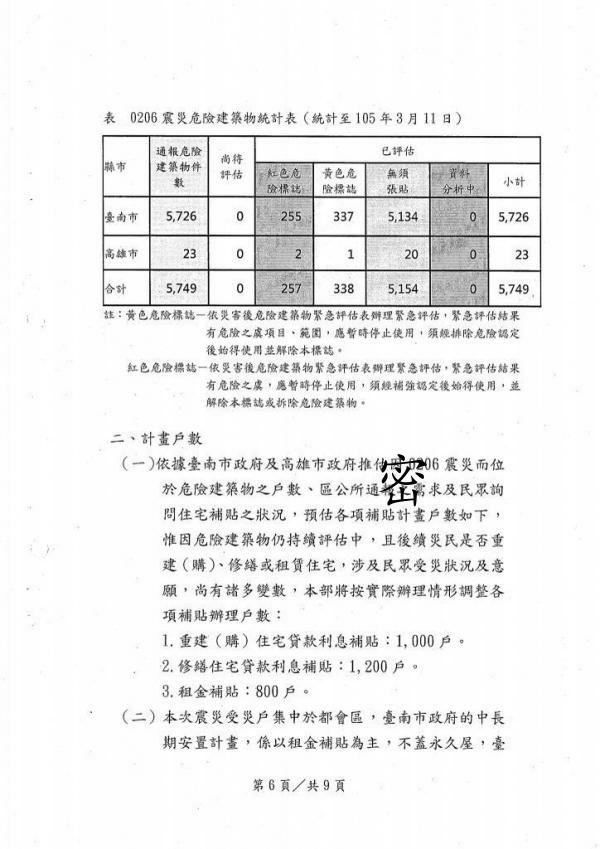 表 0206 震災危險建築物統計表（統計至 105 年 3 月 11 日）
縣市 通報危險建築物件數 尚待評估 已評估
紅色危險標誌 黃色危險標誌 無須張貼 資料分析中 小計
臺南市 5,726 0 255 337 5,134 0 5,726
高雄市 23 0 2 1 20 0 23
合計 5,749 0 257 338 5,154 0 5,749
註：黃色危險標誌－依災害後危險建築物緊急評估表辦理緊急評估，緊急評估結果
有危險之虞項目、範圍，應暫時停止使用，須經排除危險認定
後始得使用並解除本標誌。
紅色危險標誌－依災害後危險建築物緊急評估表辦理緊急評估，緊急評估結果
有危險之虞，應暫時停止使用，須經補強認定後始得使用，並
解除本標誌或拆除危險建築物。
二、計畫戶數
（一）依據臺南市政府及高雄市政府推估因 0206 震災而位
密
於危險建築物之戶數、區公所通報之需求及民眾詢
問住宅補貼之狀況，預估各項補貼計畫戶數如下，
惟因危險建築物仍持續評估中，且後續災民是否重
建（購）、修繕或租賃住宅，涉及民眾受災狀況及意
願，尚有諸多變數，本部將按實際辦理情形調整各
項補貼辦理戶數：
1.重建（購）住宅貸款利息補貼：1,000 戶。
2.修繕住宅貸款利息補貼：1,200 戶。
3.租金補貼：800 戶。
（二）本次震災受災戶集中於都會區，臺南市政府的中長
期安置計畫，係以租金補貼為主，不蓋永久屋，臺
第 6 頁／共 9 頁